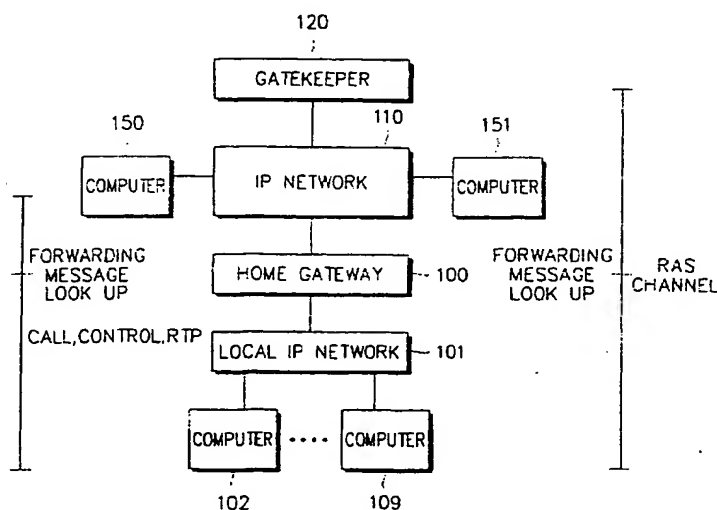 120
GATEKEEPER
150
110
151
COMPUTER
IP NETWORK
COMPUTER
FORWARDING
MESSAGE
LOOK UP
HOME GATEWAY
100
FORWARDING
MESSAGE
LOOK UP
RAS
CHANNEL
CALL,CONTROL,RTP
LOCAL IP NETWORK
101
COMPUTER
....
COMPUTER
102
109